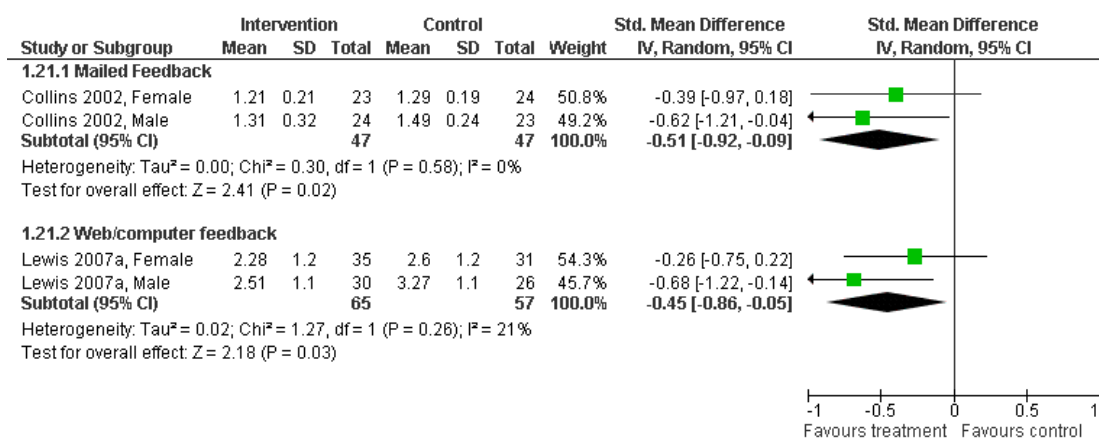 Intervention Control Std. Mean Difference Std. Mean Difference
Study or Subgroup Mean SD Total Mean SD Total Weight IV, Random, 95% CI IV, Random, 95% CI
1.21.1 Mailed Feedback
Collins 2002, Female 1.21 0.21 23 1.29 0.19 24 50.8% -0.39 [-0.97, 0.18]
Collins 2002, Male 1.31 0.32 24 1.49 0.24 23 49.2% -0.62 [-1.21, -0.04]
Subtotal (95% CI) 47 47 100.0% -0.51 [-0.92, -0.09]
Heterogeneity: Tau² = 0.00; Chi² = 0.30, df = 1 (P = 0.58); I² = 0%
Test for overall effect: Z = 2.41 (P = 0.02)
1.21.2 Web/computer feedback
Lewis 2007a, Female 2.28 1.2 35 2.6 1.2 31 54.3% -0.26 [-0.75, 0.22]
Lewis 2007a, Male 2.51 1.1 30 3.27 1.1 26 45.7% -0.68 [-1.22, -0.14]
Subtotal (95% CI) 65 57 100.0% -0.45 [-0.86, -0.05]
Heterogeneity: Tau² = 0.02; Chi² = 1.27, df = 1 (P = 0.26); I² = 21%
Test for overall effect: Z = 2.18 (P = 0.03)
-1 -0.5 0 0.5 1
Favours treatment Favours control